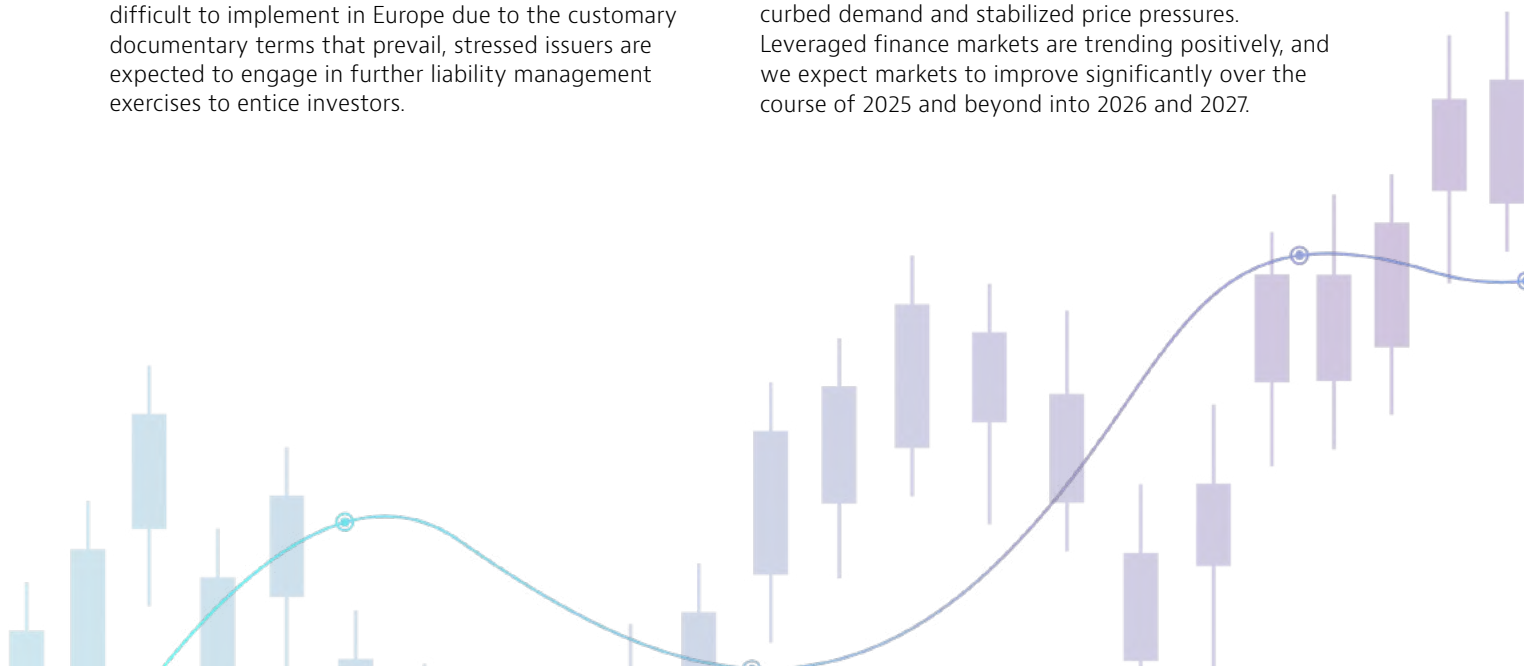 difficult to implement in Europe due to the customary
documentary terms that prevail, stressed issuers are
expected to engage in further liability management
exercises to entice investors.
curbed demand and stabilized price pressures.
Leveraged finance markets are trending positively, and
we expect markets to improve significantly over the
course of 2025 and beyond into 2026 and 2027.